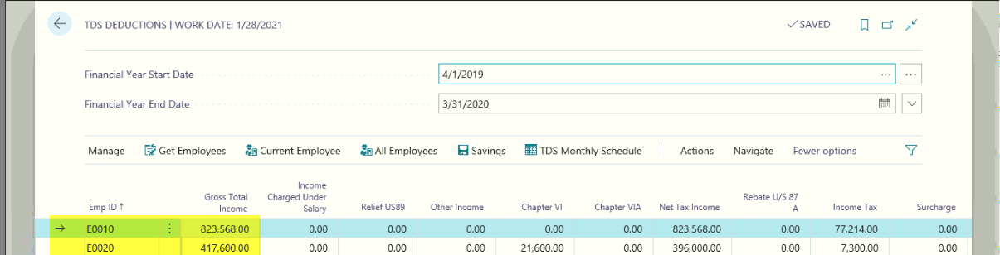 TDS DEDUCTIONS | WORK DATE: 1/28/2021
SAVED
Financial Year Start Date 4/1/2019
Financial Year End Date 3/31/2020
Manage Get Employees Current Employee All Employees Savings TDS Monthly Schedule Actions Navigate Fewer options
Emp ID ↑ Gross Total Income Income Charged Under Salary Relief US89 Other Income Chapter VI Chapter VIA Net Tax Income Rebate U/S 87 A Income Tax Surcharge
E0010 823,568.00 0.00 0.00 0.00 0.00 0.00 823,568.00 0.00 77,214.00 0.00
E0020 417,600.00 0.00 0.00 0.00 21,600.00 0.00 396,000.00 0.00 7,300.00 0.00